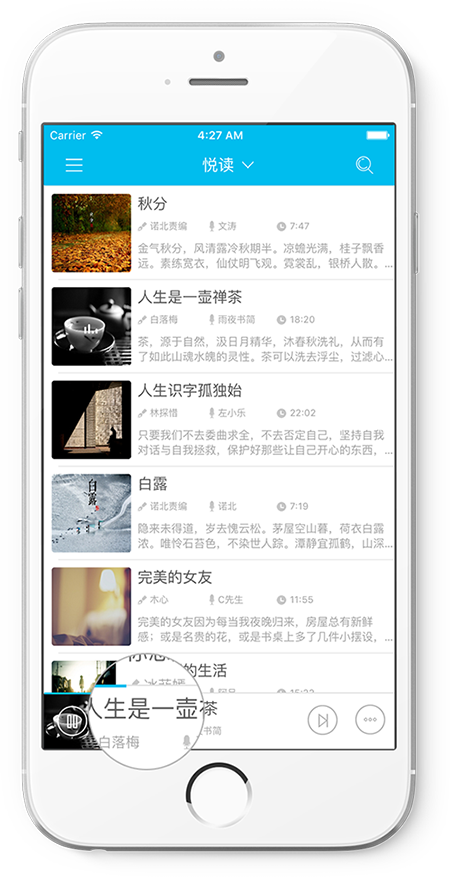 Carrier
4:27 AM
悦读
秋分
诺北责编
文涛
7:47
金气秋分，风清露冷秋期半。凉蟾光满，桂子飘香
远。素练宽衣，仙仗明飞观。霓裳乱，银桥人散。...
人生是一壶禅茶
白落梅
雨夜书简
18:20
茶，源于自然，汲日月精华，沐春秋洗礼，从而有
了如此山魂水魄的灵性。茶可以洗去浮尘，过滤心...
人生识字孤独始
林探惜
左小乐
22:02
只要我们不去委曲求全，不去否定自己，坚持自我
对话与自我拯救，保护好那些让自己开心的东西，...
白露
白露
诺北责编
诺北
7:19
隐来未得道，岁去愧云松。茅屋空山暮，荷衣白露
浓。唯怜石苔色，不染世人踪。潭静宜孤鹤，山深...
完美的女友
木心
C先生
11:55
完美的女友因为每当我夜晚归来，房屋总有新鲜
感：或是名贵的花，或是书桌上多了几件小摆设，...
的生活
人生是一壶茶
白落梅
书简